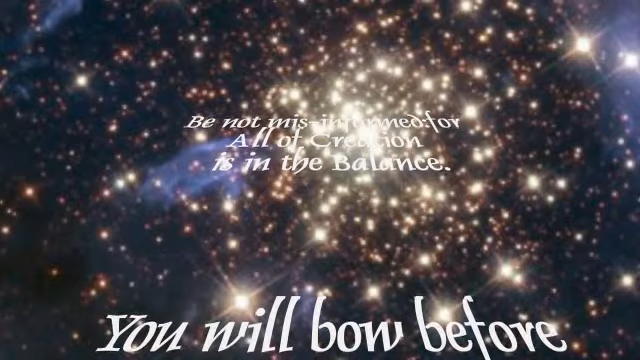 Be not mis-informed:for
All of Creation
is in the Balance.
You will bow before